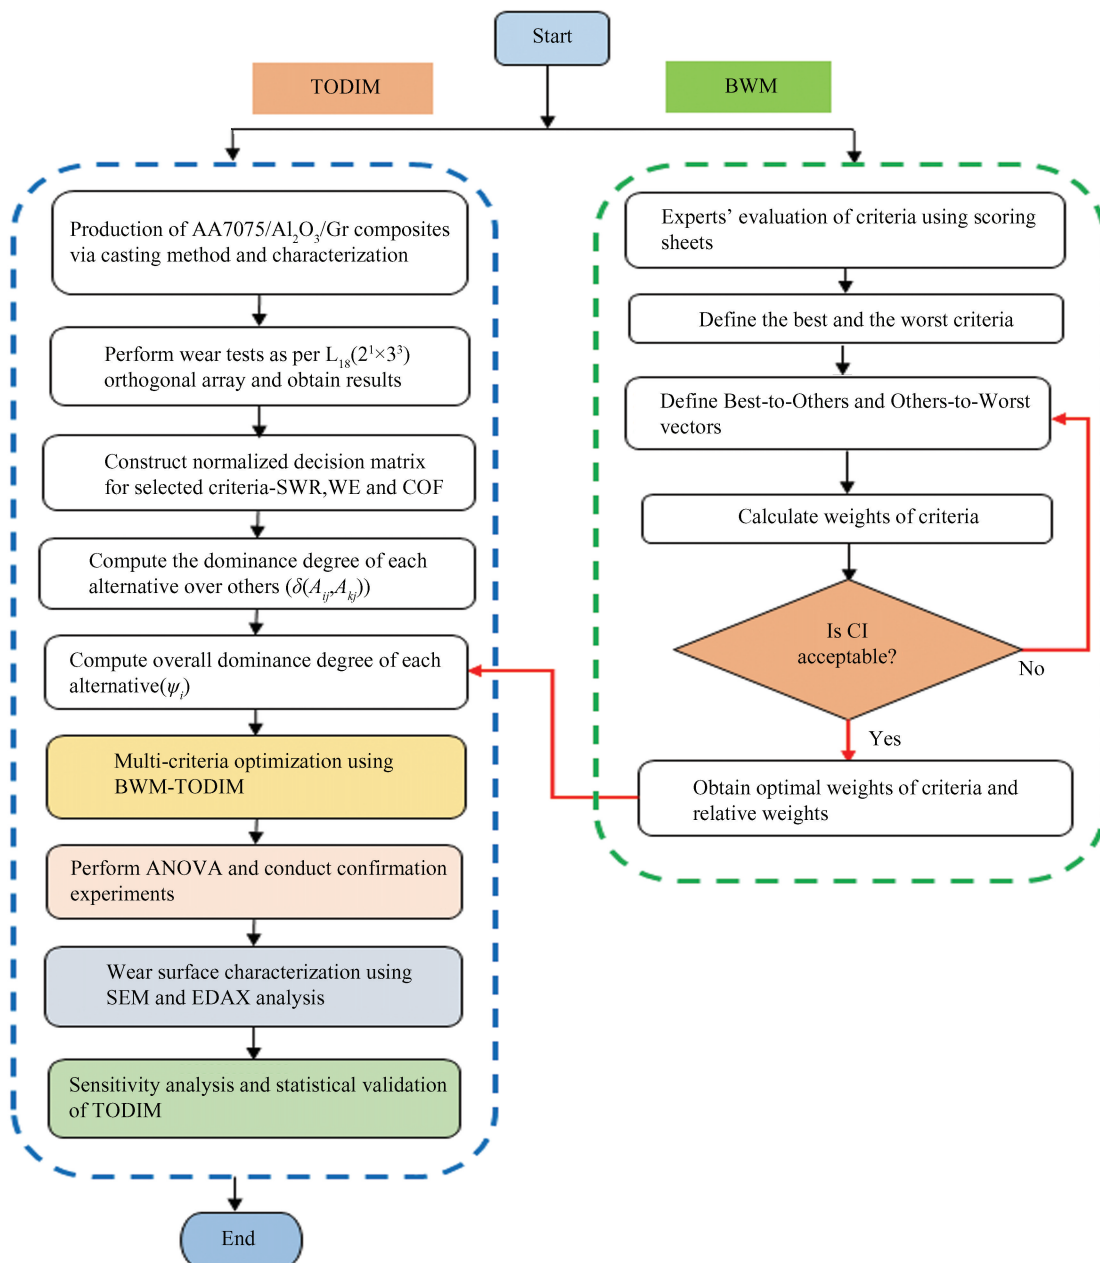 Start
TODIM
BWM
Production of AA7075/Al₂O₃/Gr composites
via casting method and characterization
Perform wear tests as per L₁₈(2¹×3³)
orthogonal array and obtain results
Construct normalized decision matrix
for selected criteria-SWR,WE and COF
Compute the dominance degree of each
alternative over others (δ(Aᵢⱼ,Aₖⱼ))
Compute overall dominance degree of each
alternative(ψᵢ)
Multi-criteria optimization using
BWM-TODIM
Perform ANOVA and conduct confirmation
experiments
Wear surface characterization using
SEM and EDAX analysis
Sensitivity analysis and statistical validation
of TODIM
End
Experts’ evaluation of criteria using scoring
sheets
Define the best and the worst criteria
Define Best-to-Others and Others-to-Worst
vectors
Calculate weights of criteria
Is CI
acceptable?
No
Yes
Obtain optimal weights of criteria and
relative weights